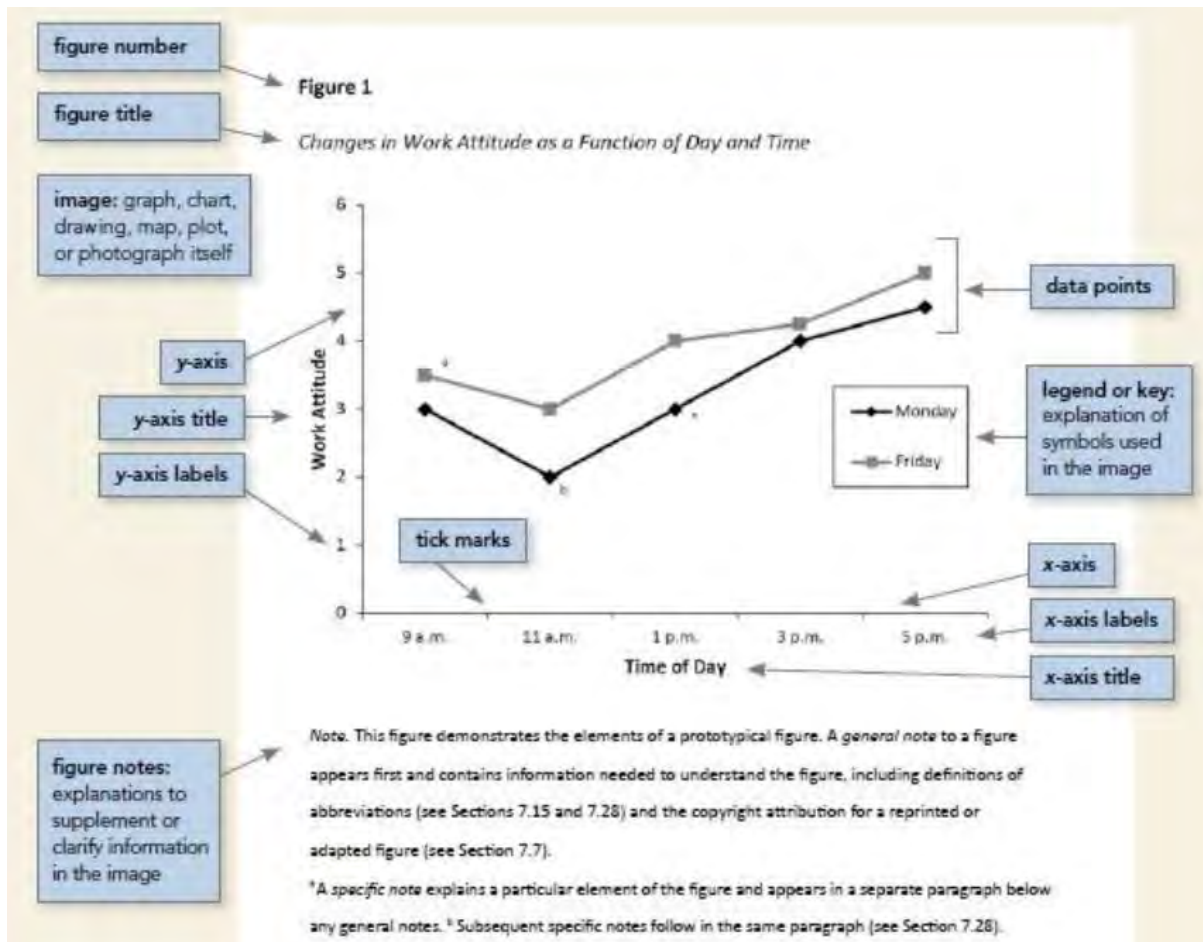 figure number
Figure 1
figure title
Changes in Work Attitude as a Function of Day and Time
image: graph, chart,
drawing, map, plot,
or photograph itself
6
5
4
3
2
1
0
y-axis
y-axis title
y-axis labels
Work Attitude
a
b
data points
Monday
Friday
legend or key:
explanation of
symbols used
in the image
tick marks
x-axis
9 a.m. 11 a.m. 1 p.m. 3 p.m. 5 p.m.
x-axis labels
Time of Day
x-axis title
figure notes:
explanations to
supplement or
clarify information
in the image
Note. This figure demonstrates the elements of a prototypical figure. A general note to a figure
appears first and contains information needed to understand the figure, including definitions of
abbreviations (see Sections 7.15 and 7.28) and the copyright attribution for a reprinted or
adapted figure (see Section 7.7).
A specific note explains a particular element of the figure and appears in a separate paragraph below
any general notes. Subsequent specific notes follow in the same paragraph (see Section 7.28).